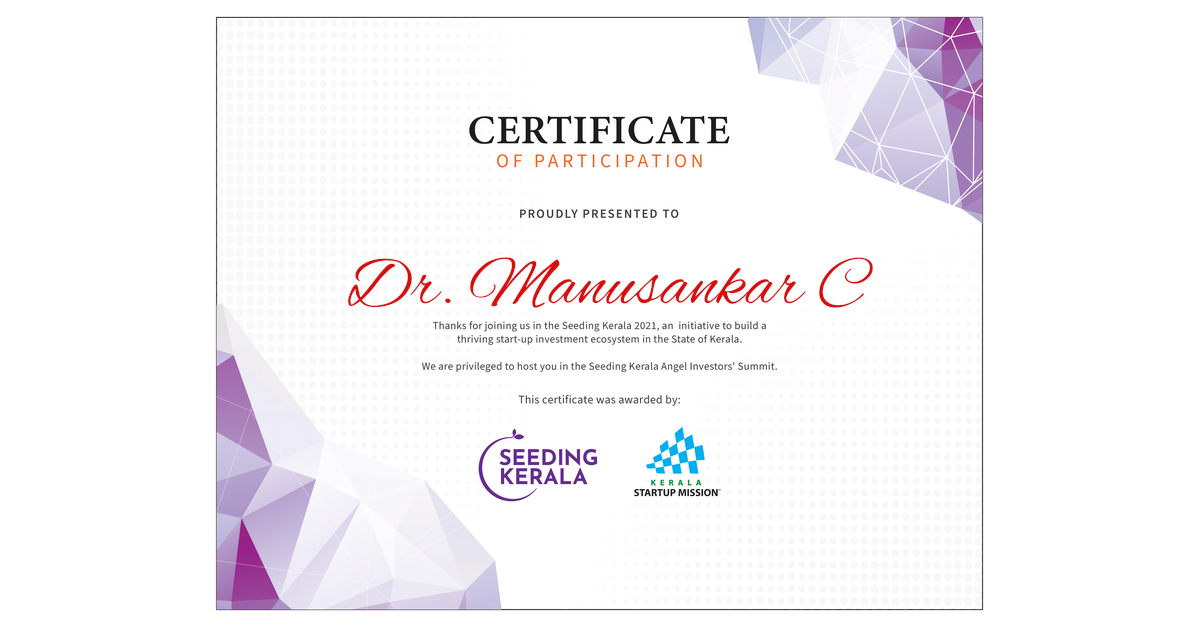 CERTIFICATE
OF PARTICIPATION
PROUDLY PRESENTED TO
Dr. Manusankar C
Thanks for joining us in the Seeding Kerala 2021, an initiative to build a
thriving start-up investment ecosystem in the State of Kerala.
We are privileged to host you in the Seeding Kerala Angel Investors' Summit.
This certificate was awarded by:
SEEDING
KERALA
KERALA
STARTUP MISSION™